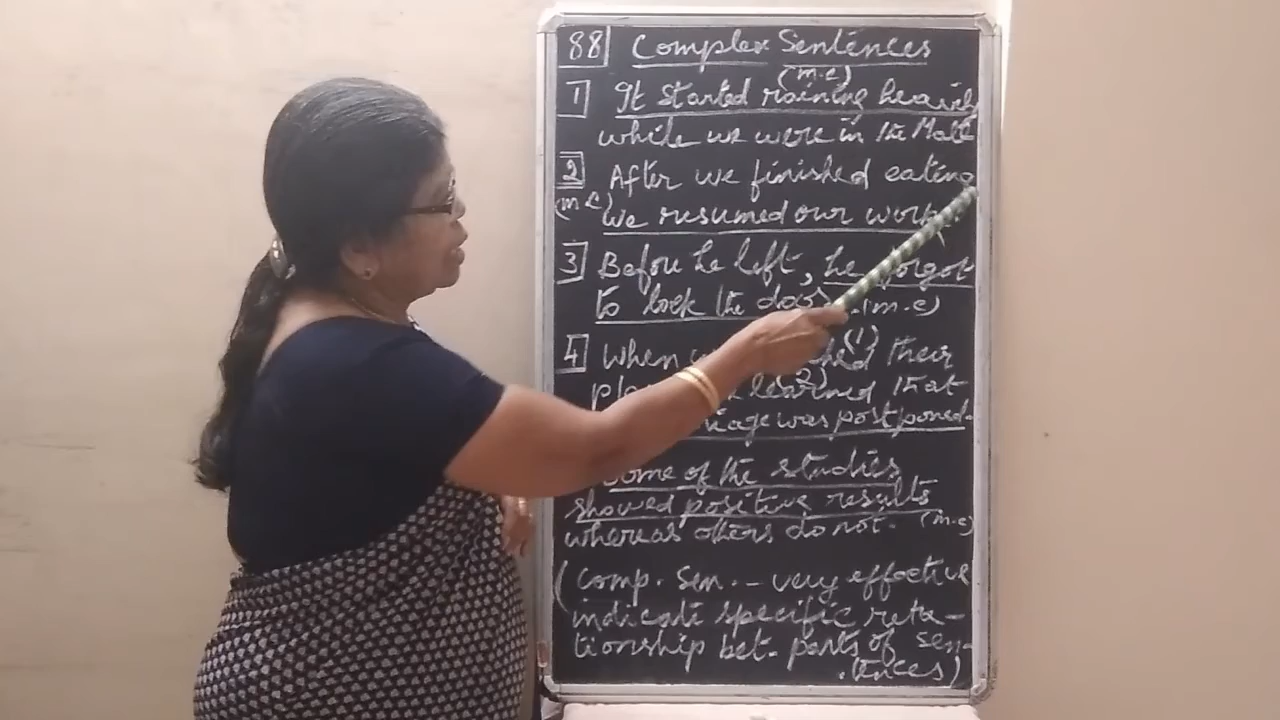 88 Complex Sentences
(m.c)
1 It started raining heavily
while we were in the Mall
2 After we finished eating
(m c) we resumed our work
3 Before he left, he forgot
to lock the door. (m.c)
(1)
4 When their
(2)
learned that
was postponed.
Some of the studies
showed positive results
whereas others do not. (m.c)
(comp. sen. - very effective
indicate specific rela-
tionship bet. parts of sen-
.tences)